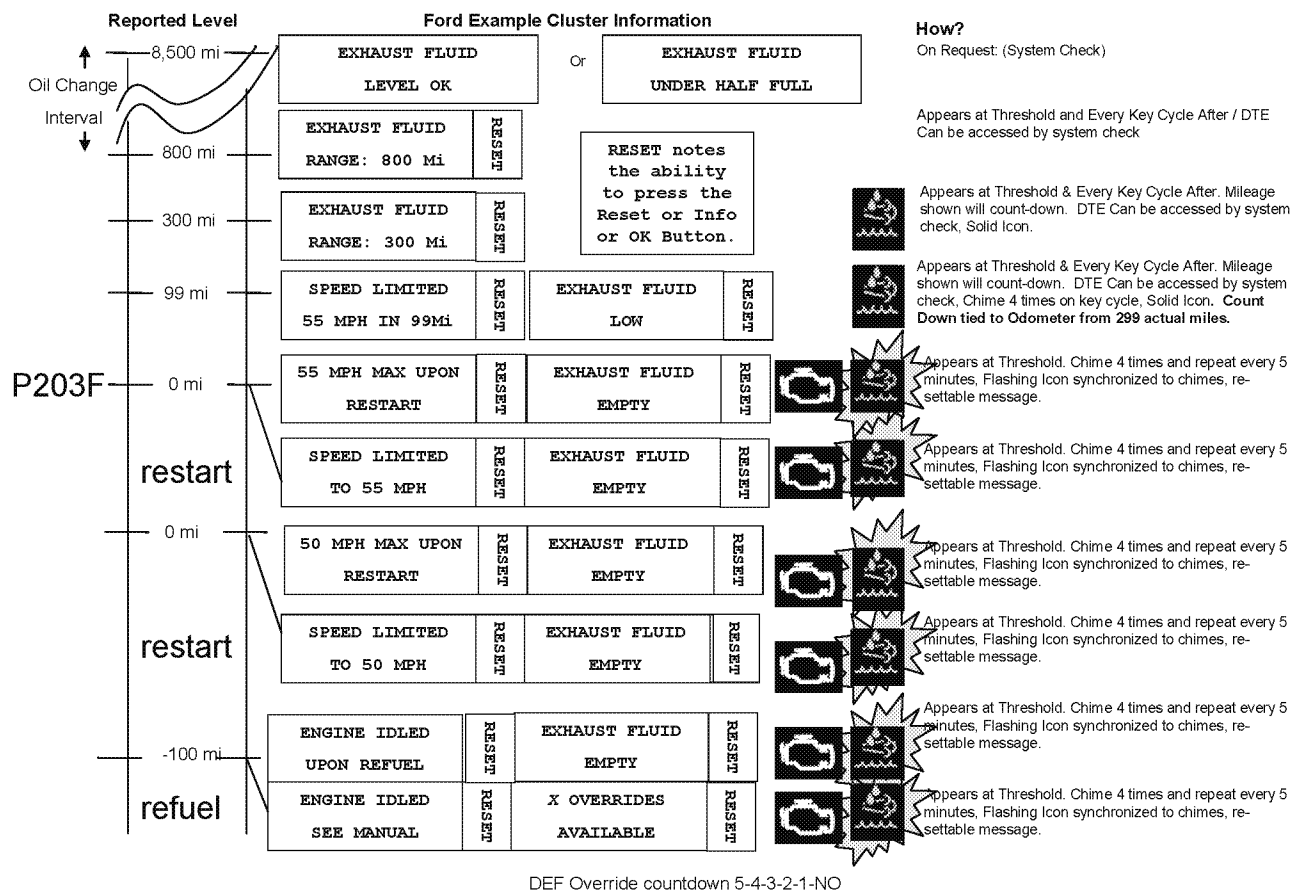 Reported Level
Ford Example Cluster Information
How?
8,500 mi
Oil Change
Interval
EXHAUST FLUID
LEVEL OK
Or
EXHAUST FLUID
UNDER HALF FULL
On Request: (System Check)
800 mi
EXHAUST FLUID
RANGE: 800 Mi
RESET
RESET notes
the ability
to press the
Reset or Info
or OK Button.
Appears at Threshold and Every Key Cycle After / DTE
Can be accessed by system check
300 mi
EXHAUST FLUID
RANGE: 300 Mi
RESET
Appears at Threshold & Every Key Cycle After. Mileage
shown will count-down. DTE Can be accessed by system
check, Solid Icon.
99 mi
SPEED LIMITED
55 MPH IN 99Mi
RESET
EXHAUST FLUID
LOW
RESET
Appears at Threshold & Every Key Cycle After. Mileage
shown will count-down. DTE Can be accessed by system
check, Chime 4 times on key cycle, Solid Icon. Count
Down tied to Odometer from 299 actual miles.
P203F
0 mi
55 MPH MAX UPON
RESTART
RESET
EXHAUST FLUID
EMPTY
RESET
Appears at Threshold. Chime 4 times and repeat every 5
minutes, Flashing Icon synchronized to chimes, re-
settable message.
restart
SPEED LIMITED
TO 55 MPH
RESET
EXHAUST FLUID
EMPTY
RESET
Appears at Threshold. Chime 4 times and repeat every 5
minutes, Flashing Icon synchronized to chimes, re-
settable message.
0 mi
50 MPH MAX UPON
RESTART
RESET
EXHAUST FLUID
EMPTY
RESET
Appears at Threshold. Chime 4 times and repeat every 5
minutes, Flashing Icon synchronized to chimes, re-
settable message.
restart
SPEED LIMITED
TO 50 MPH
RESET
EXHAUST FLUID
EMPTY
RESET
Appears at Threshold. Chime 4 times and repeat every 5
minutes, Flashing Icon synchronized to chimes, re-
settable message.
-100 mi
ENGINE IDLED
UPON REFUEL
RESET
EXHAUST FLUID
EMPTY
RESET
Appears at Threshold. Chime 4 times and repeat every 5
minutes, Flashing Icon synchronized to chimes, re-
settable message.
refuel
ENGINE IDLED
SEE MANUAL
RESET
X OVERRIDES
AVAILABLE
RESET
Appears at Threshold. Chime 4 times and repeat every 5
minutes, Flashing Icon synchronized to chimes, re-
settable message.
DEF Override countdown 5-4-3-2-1-NO